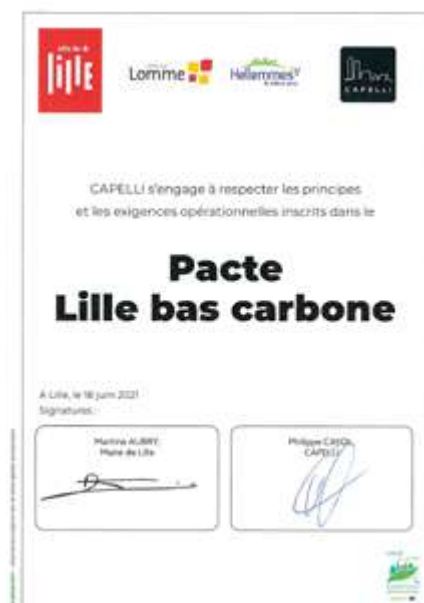 ville de
lille
Lomme
Hellemmes
CAPELLI
CAPELLI s'engage à respecter les principes
et les exigences opérationnelles inscrits dans le
Pacte
Lille bas carbone
À Lille, le 18 juin 2021
Signatures :
Martine AUBRY,
Maire de Lille
Philippe
CAPELLI